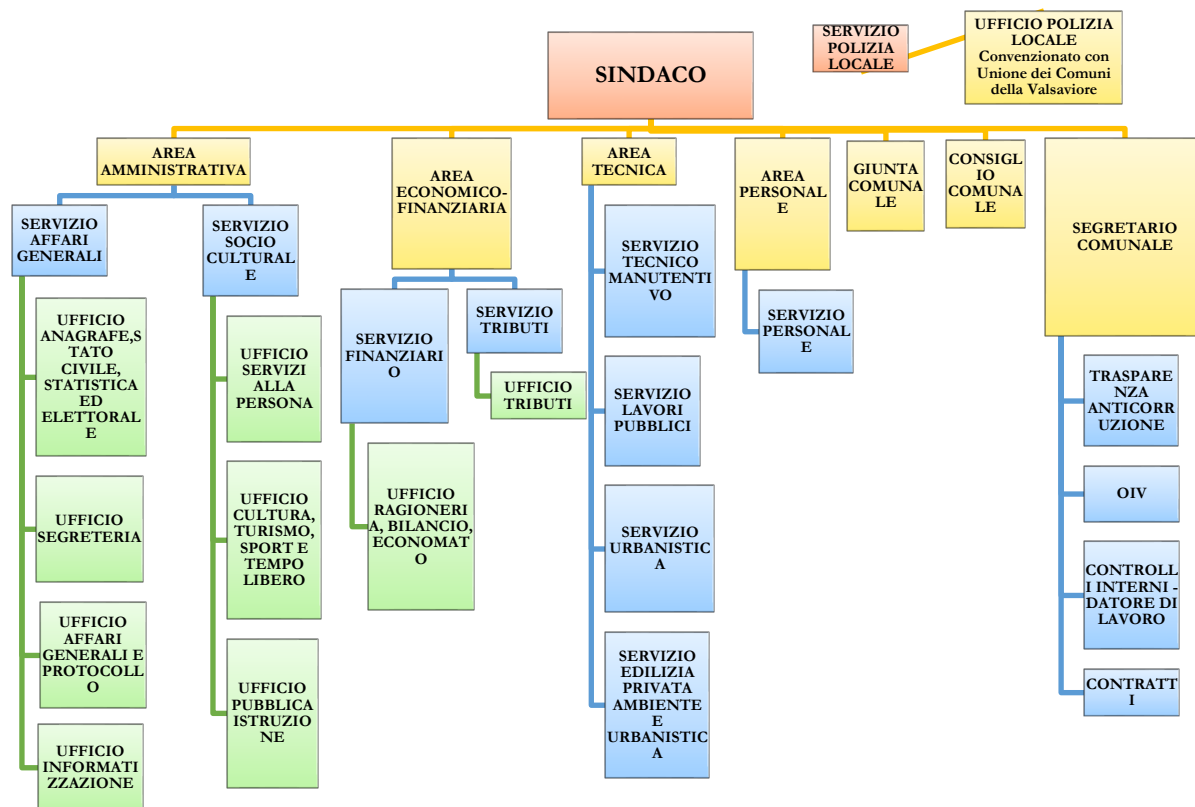 SINDACO
SERVIZIO
POLIZIA
LOCALE
UFFICIO POLIZIA
LOCALE
Convenzionato con
Unione dei Comuni
della Valsaviore
AREA
AMMINISTRATIVA
SERVIZIO
AFFARI
GENERALI
UFFICIO
ANAGRAFE,S
TATO
CIVILE,
STATISTICA
ED
ELETTORAL
E
UFFICIO
SEGRETERIA
UFFICIO
AFFARI
GENERALI E
PROTOCOLL
O
UFFICIO
INFORMATI
ZZAZIONE
SERVIZIO
SOCIO
CULTURAL
E
UFFICIO
SERVIZI
ALLA
PERSONA
UFFICIO
CULTURA,
TURISMO,
SPORT E
TEMPO
LIBERO
UFFICIO
PUBBLICA
ISTRUZIONE
AREA
ECONOMICO-
FINANZIARIA
SERVIZIO
FINANZIARI
O
UFFICIO
RAGIONERI
A, BILANCIO,
ECONOMAT
O
SERVIZIO
TRIBUTI
UFFICIO
TRIBUTI
AREA
TECNICA
SERVIZIO
TECNICO
MANUTENTI
VO
SERVIZIO
LAVORI
PUBBLICI
SERVIZIO
URBANISTIC
A
SERVIZIO
EDILIZIA
PRIVATA
AMBIENTE
E
URBANISTIC
A
AREA
PERSONAL
E
SERVIZIO
PERSONAL
E
GIUNTA
COMUNA
LE
CONSIGL
IO
COMUNA
LE
SEGRETARIO
COMUNALE
TRASPARE
NZA
ANTICORRU
ZIONE
OIV
CONTROLL
I INTERNI -
DATORE DI
LAVORO
CONTRATT
I